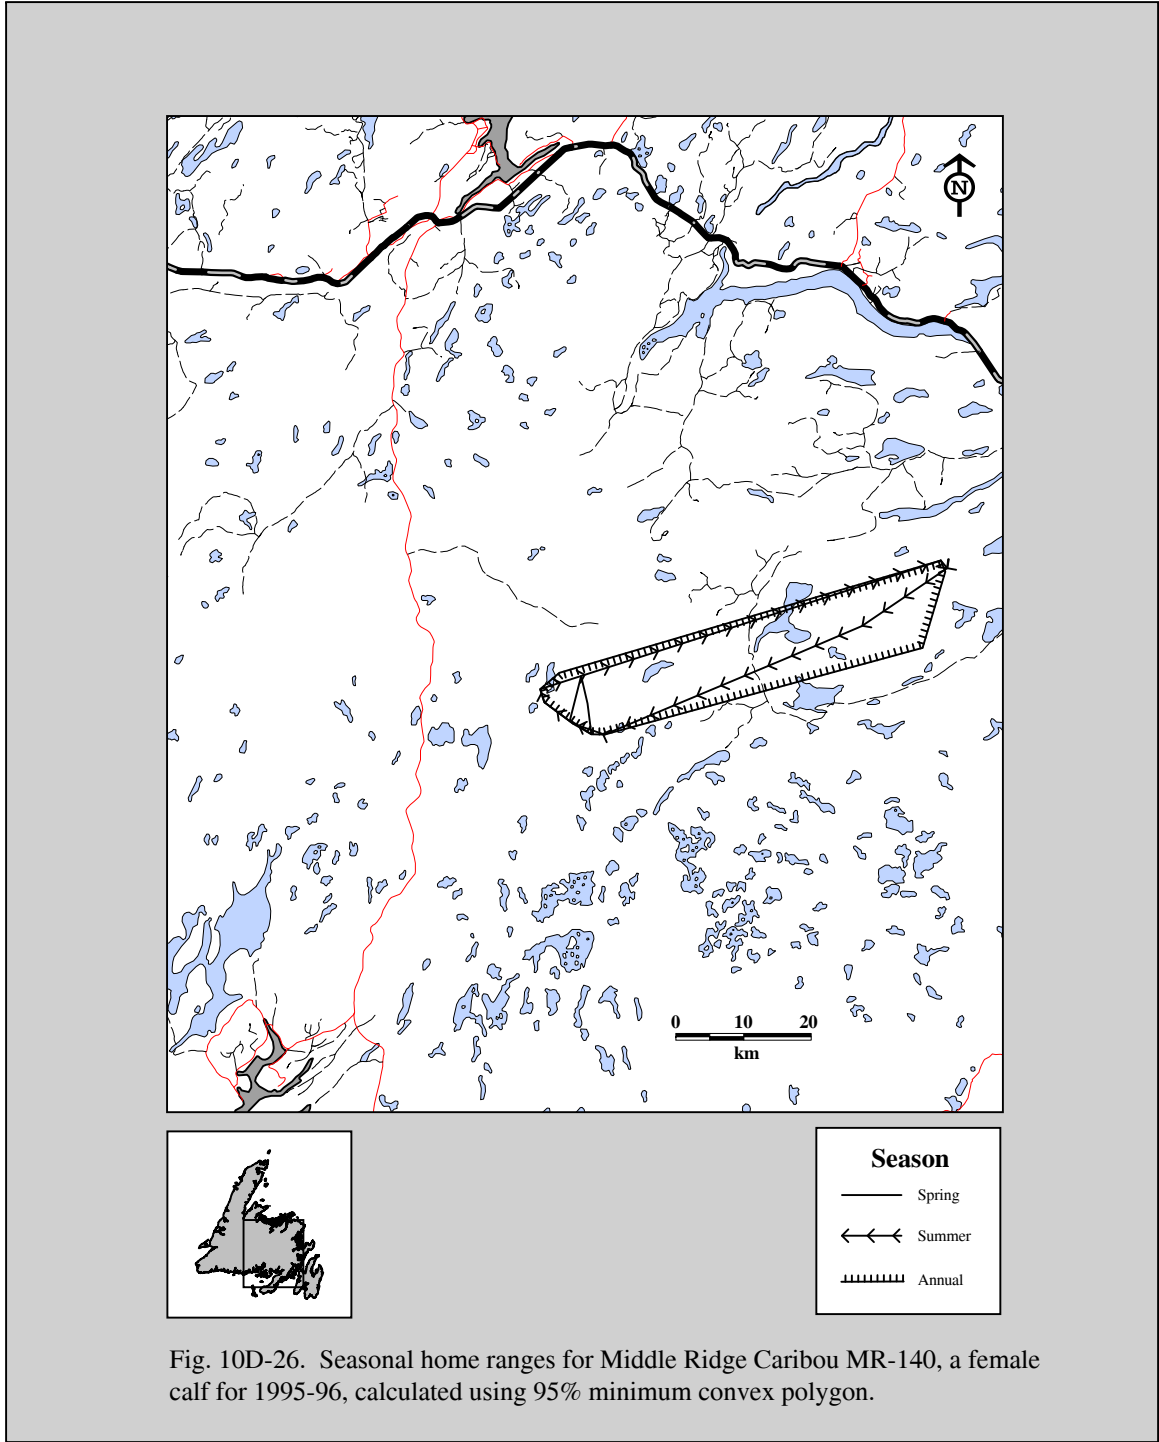 N
0 10 20
km
Season
Spring
Summer
Annual
Fig. 10D-26. Seasonal home ranges for Middle Ridge Caribou MR-140, a female
calf for 1995-96, calculated using 95% minimum convex polygon.